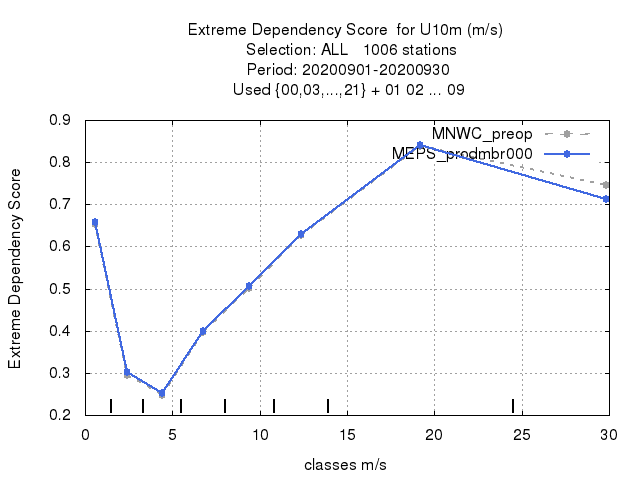 Extreme Dependency Score  for U10m (m/s)
Selection: ALL   1006 stations
Period: 20200901-20200930
Used {00,03,...,21} + 01 02 ... 09
MNWC_preop
MEPS_prodmbr000
Extreme Dependency Score
0.9
0.8
0.7
0.6
0.5
0.4
0.3
0.2
0 5 10 15 20 25 30
classes m/s